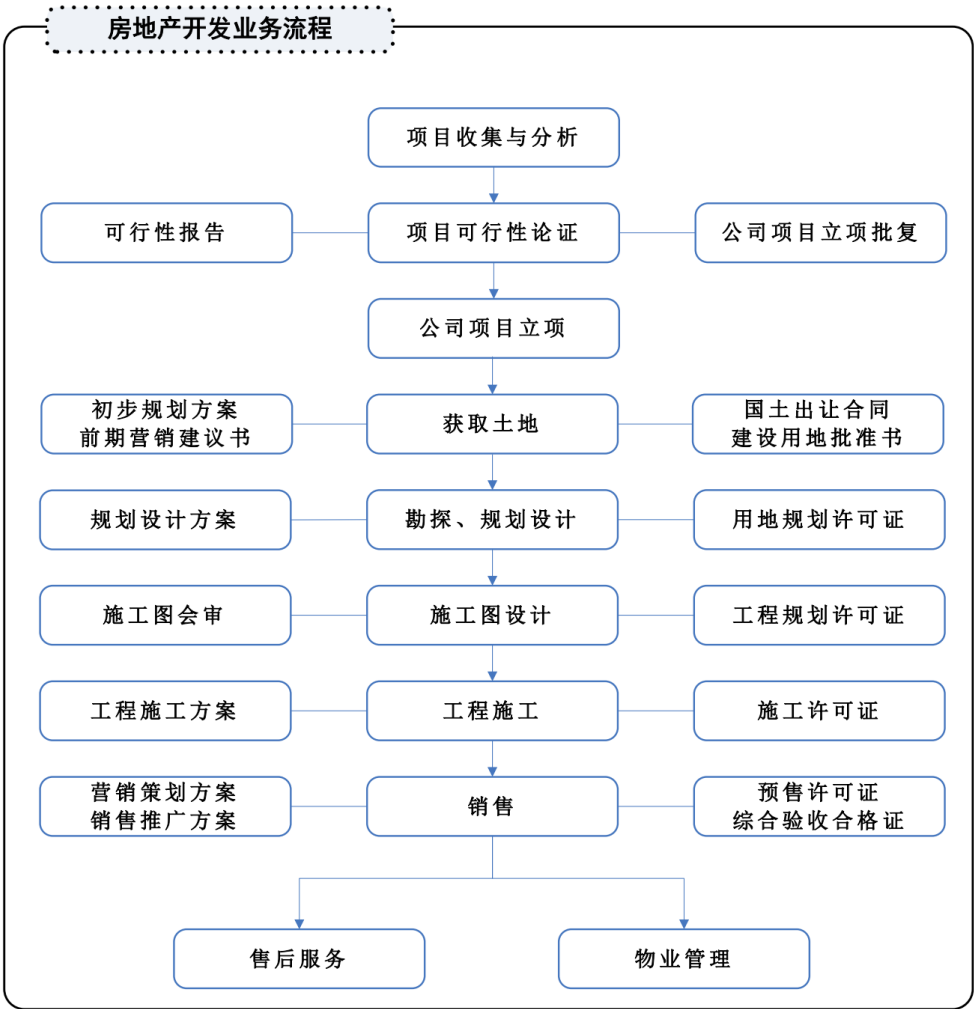 房地产开发业务流程
项目收集与分析
可行性报告
项目可行性论证
公司项目立项批复
公司项目立项
初步规划方案
前期营销建议书
获取土地
国土出让合同
建设用地批准书
规划设计方案
勘探、规划设计
用地规划许可证
施工图会审
施工图设计
工程规划许可证
工程施工方案
工程施工
施工许可证
营销策划方案
销售推广方案
销售
预售许可证
综合验收合格证
售后服务
物业管理